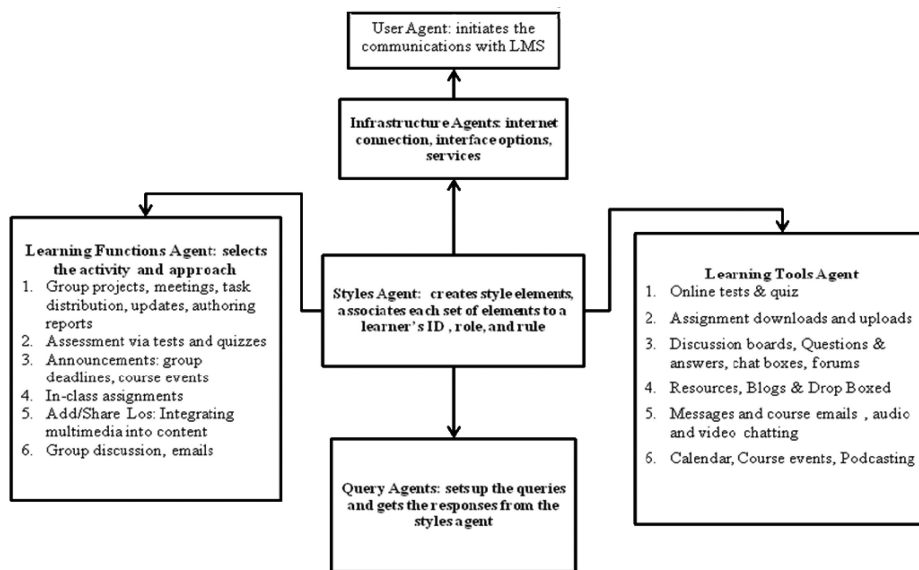 User Agent: initiates the
communications with LMS
Infrastructure Agents: internet
connection, interface options,
services
Learning Functions Agent: selects
the activity and approach
1. Group projects, meetings, task
distribution, updates, authoring
reports
2. Assessment via tests and quizzes
3. Announcements: group
deadlines, course events
4. In-class assignments
5. Add/Share Los: Integrating
multimedia into content
6. Group discussion, emails
Styles Agent: creates style elements,
associates each set of elements to a
learner's ID , role, and rule
Learning Tools Agent
1. Online tests & quiz
2. Assignment downloads and uploads
3. Discussion boards, Questions &
answers, chat boxes, forums
4. Resources, Blogs & Drop Boxed
5. Messages and course emails , audio
and video chatting
6. Calendar, Course events, Podcasting
Query Agents: sets up the queries
and gets the responses from the
styles agent